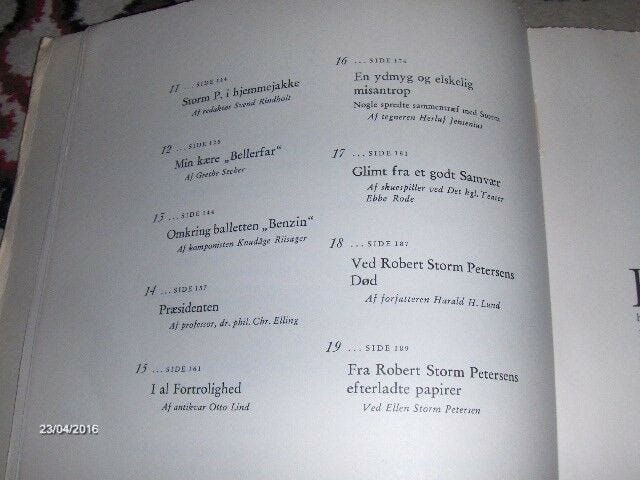 11 ... SIDE 114
Storm P. i hjemmejakke
Af redaktør Svend Rindholt
12 ... SIDE 128
Min kære „Bellerfar“
Af Grethe Secher
13 ... SIDE 144
Omkring balletten „Benzin“
Af komponisten Knudåge Riisager
14 ... SIDE 157
Præsidenten
Af professor, dr. phil. Chr. Elling
15 ... SIDE 161
I al Fortrolighed
Af antikvar Otto Lind
16 ... SIDE 174
En ydmyg og elskelig
misantrop
Nogle spredte sammentræf med Storm
Af tegneren Herluf Jensenius
17 ... SIDE 182
Glimt fra et godt Samvær
Af skuespiller ved Det kgl. Teater
Ebbe Rode
18 ... SIDE 187
Ved Robert Storm Petersens
Død
Af forfatteren Harald H. Lund
19 ... SIDE 189
Fra Robert Storm Petersens
efterladte papirer
Ved Ellen Storm Petersen
23/04/2016